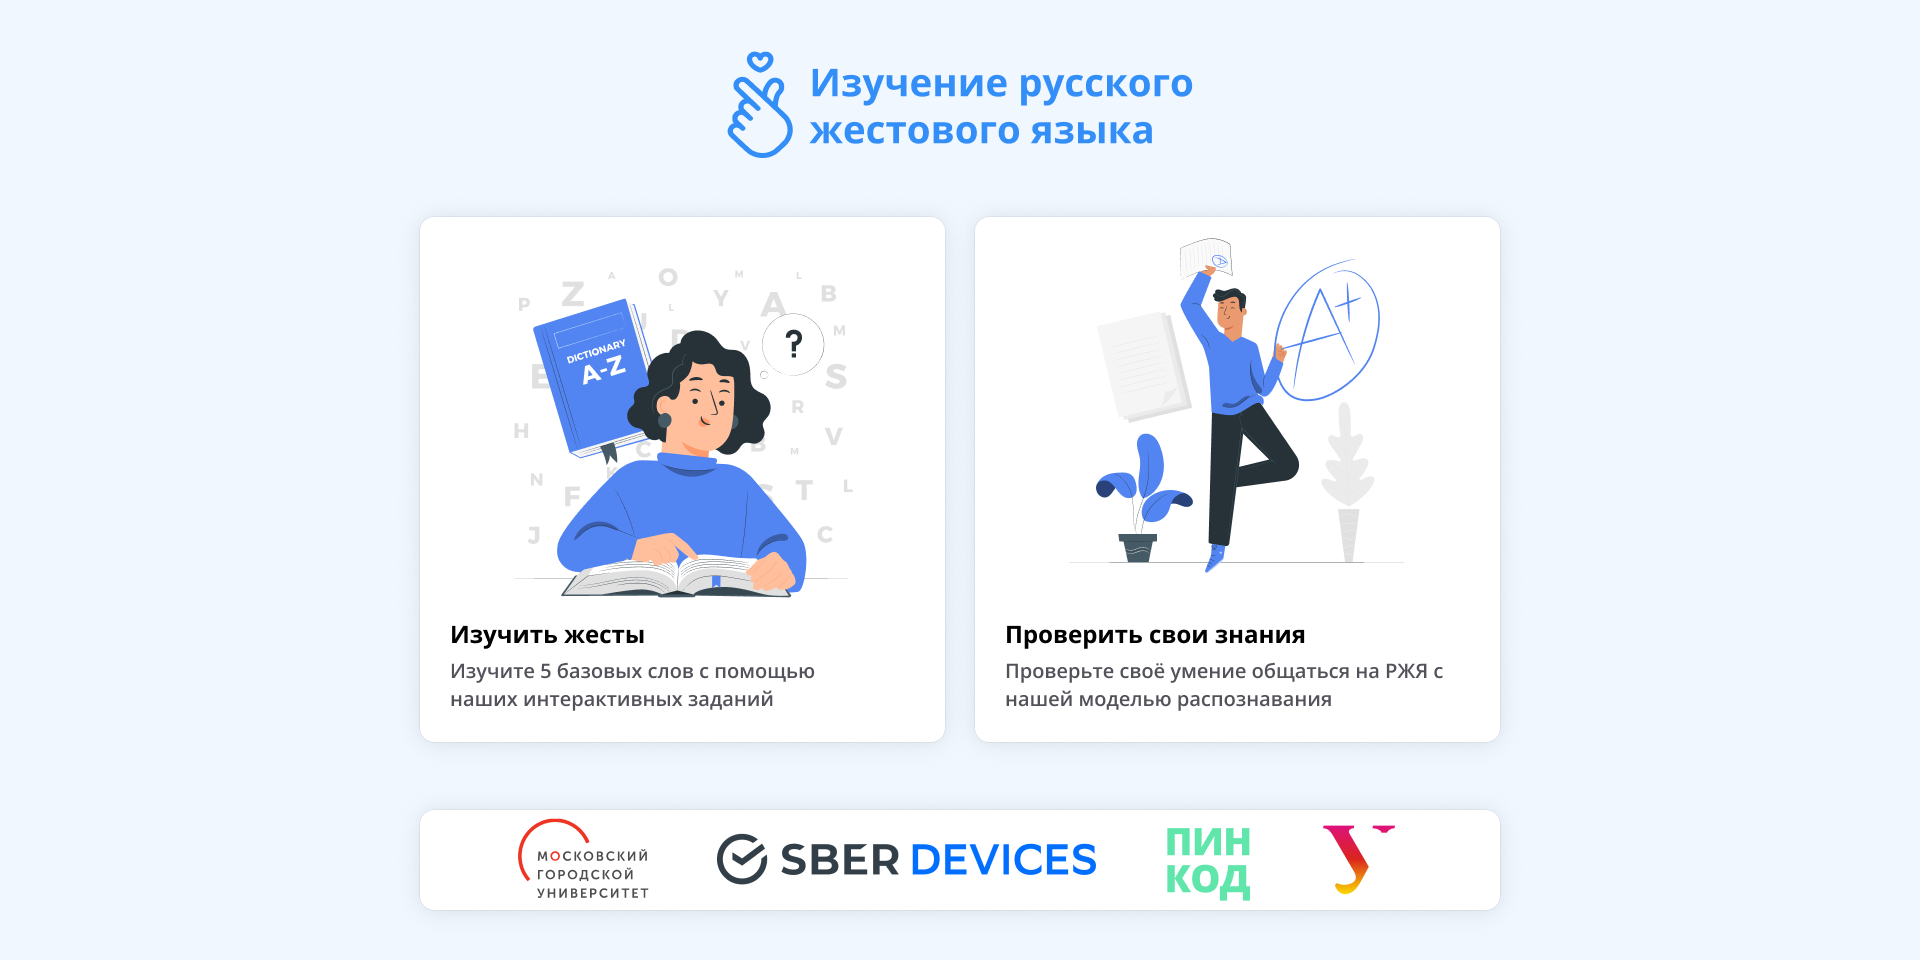 Изучение русского
жестового языка
P
Z
A
O
M
L
Y
A
B
L
M
V
E
S
R
H
V
C
B
M
N
F
K
T
L
J
C
DICTIONARY
A-Z
?
A+
Изучить жесты
Изучите 5 базовых слов с помощью
наших интерактивных заданий
Проверить свои знания
Проверьте своё умение общаться на РЖЯ с
нашей моделью распознавания
МОСКОВСКИЙ
ГОРОДСКОЙ
УНИВЕРСИТЕТ
SBER DEVICES
ПИН
КОД
У